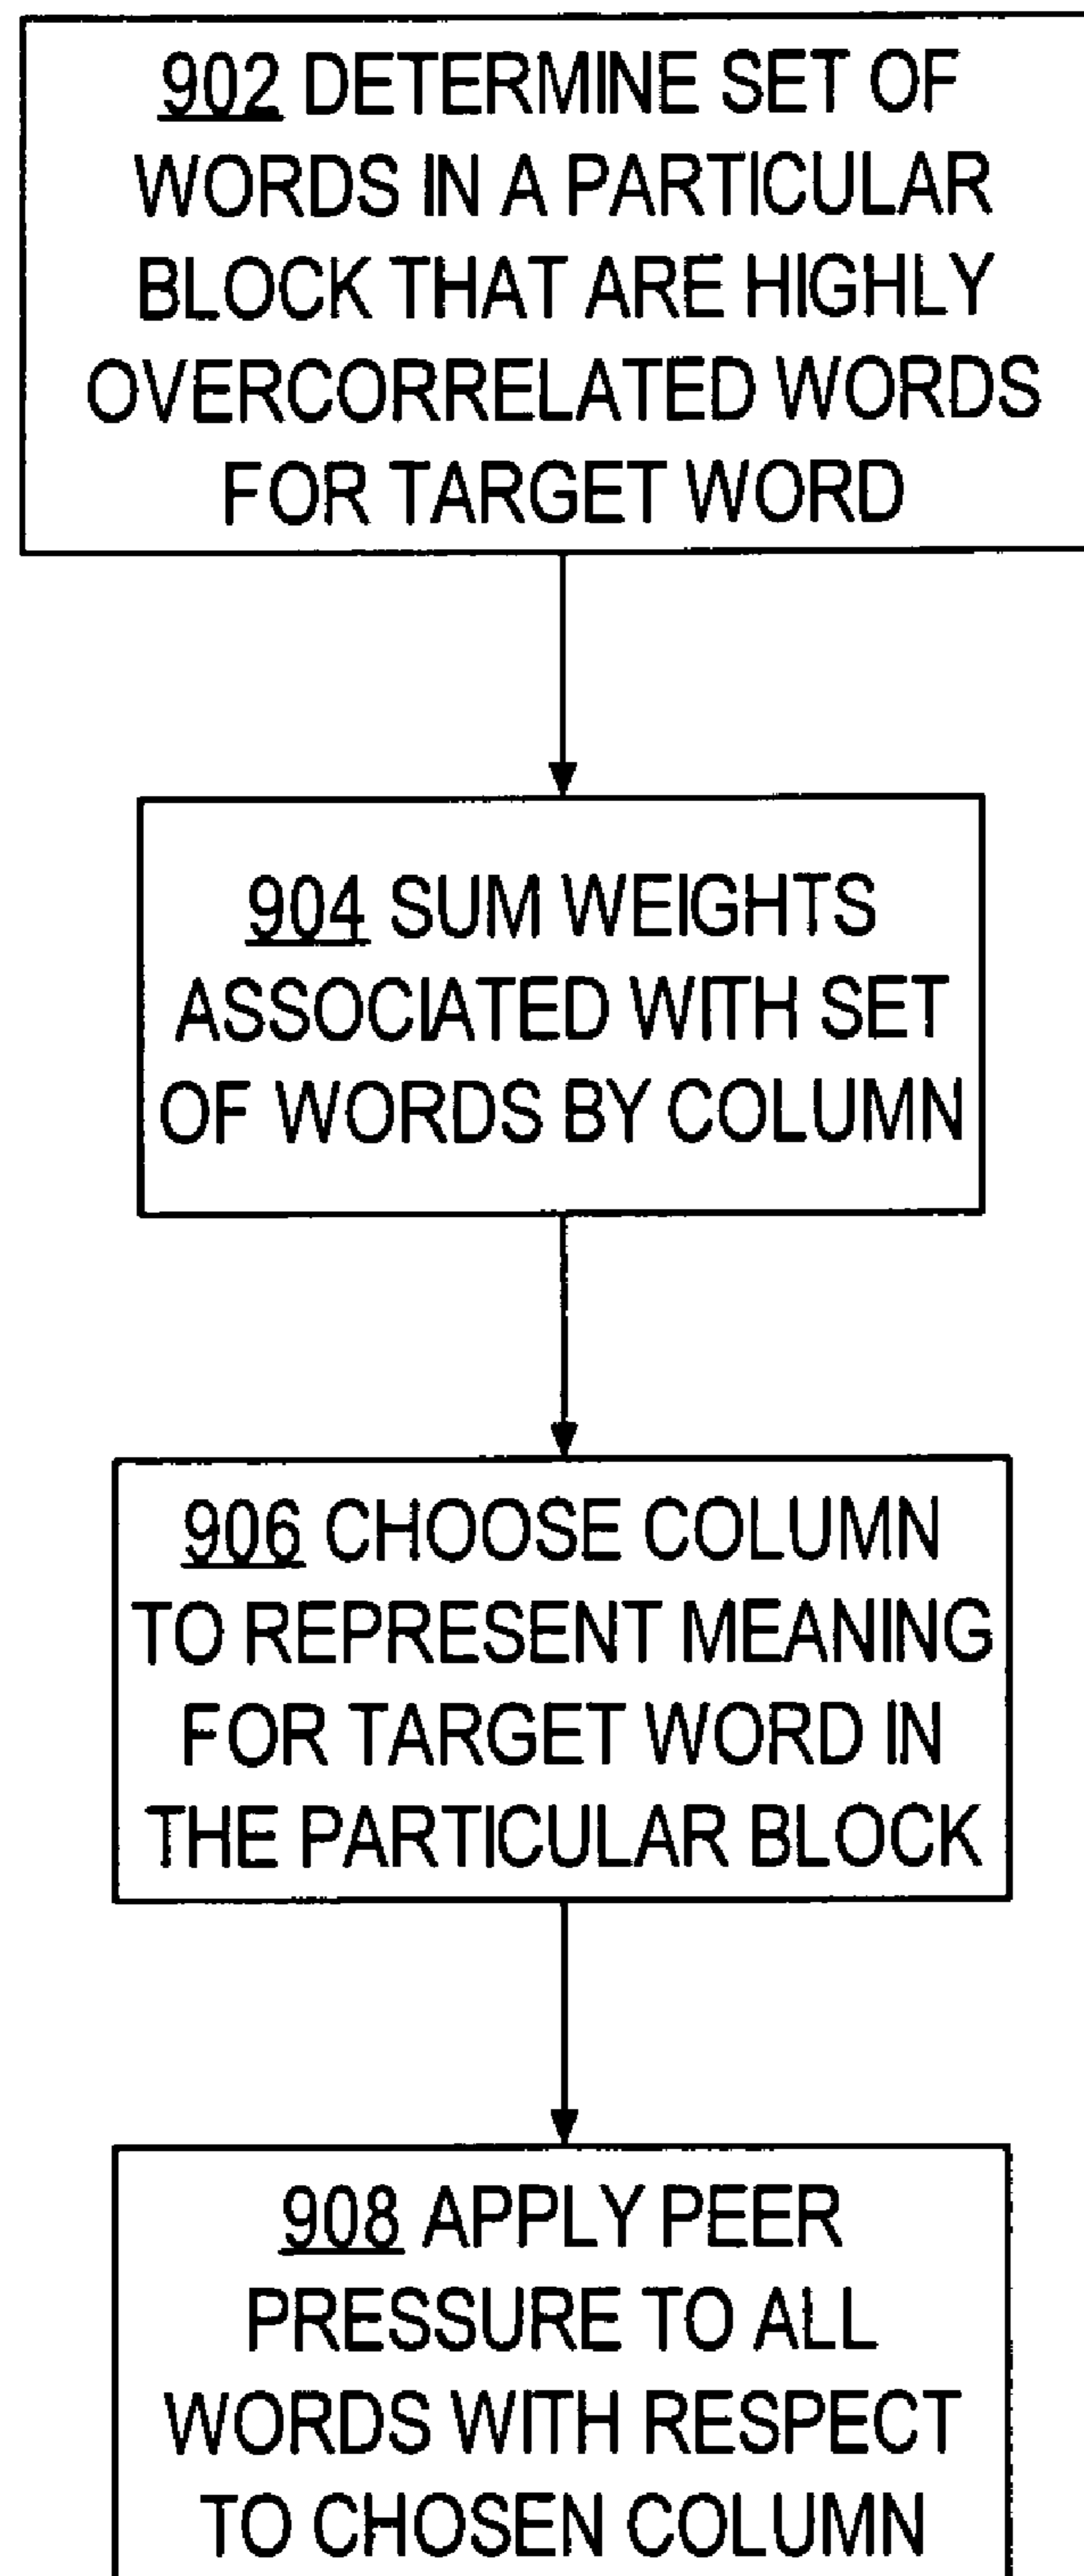 902 DETERMINE SET OF
WORDS IN A PARTICULAR
BLOCK THAT ARE HIGHLY
OVERCORRELATED WORDS
FOR TARGET WORD
904 SUM WEIGHTS
ASSOCIATED WITH SET
OF WORDS BY COLUMN
906 CHOOSE COLUMN
TO REPRESENT MEANING
FOR TARGET WORD IN
THE PARTICULAR BLOCK
908 APPLY PEER
PRESSURE TO ALL
WORDS WITH RESPECT
TO CHOSEN COLUMN